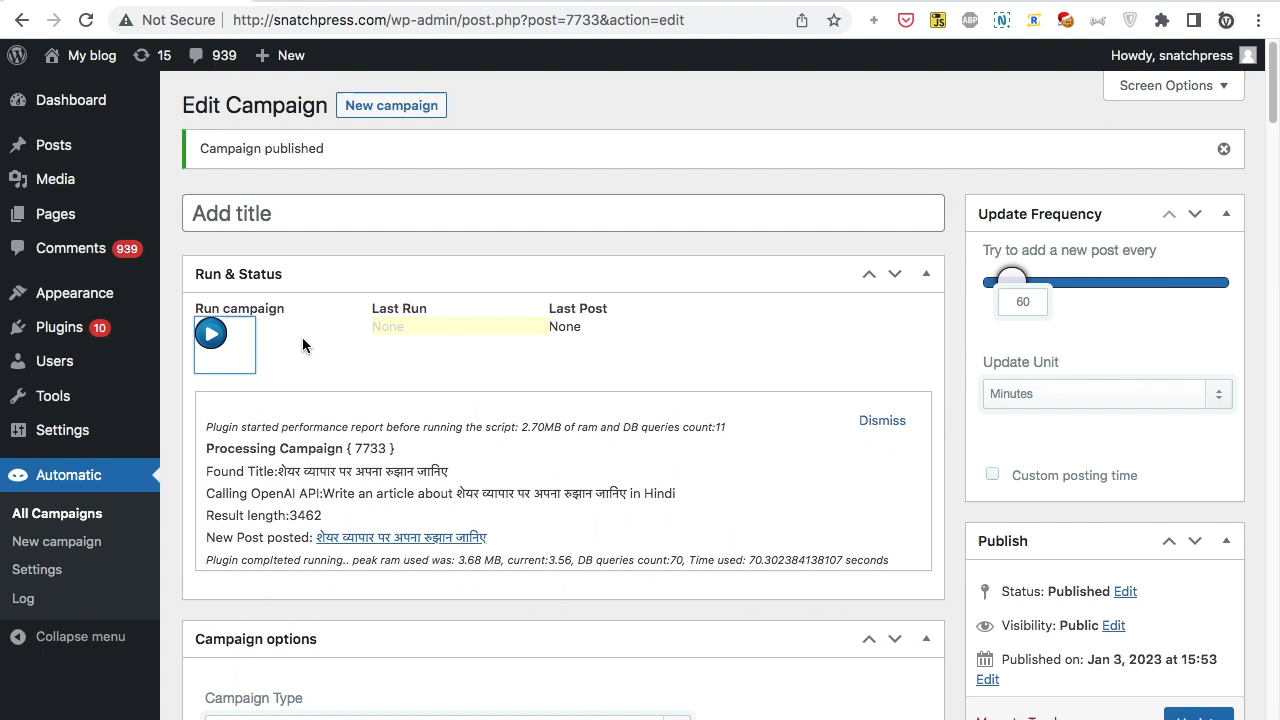 Not Secure http://snatchpress.com/wp-admin/post.php?post=7733&action=edit
My blog 15 939 New
Howdy, snatchpress
Dashboard
Posts
Media
Pages
Comments 939
Appearance
Plugins 10
Users
Tools
Settings
Automatic
All Campaigns
New campaign
Settings
Log
Collapse menu
Screen Options
Edit Campaign New campaign
Campaign published
Add title
Run & Status
Run campaign Last Run Last Post
None None
Dismiss
Plugin started performance report before running the script: 2.70MB of ram and DB queries count:11
Processing Campaign { 7733 }
Found Title:शेयर व्यापार पर अपना रुझान जानिए
Calling OpenAI API:Write an article about शेयर व्यापार पर अपना रुझान जानिए in Hindi
Result length:3462
New Post posted: शेयर व्यापार पर अपना रुझान जानिए
Plugin complteted running.. peak ram used was: 3.68 MB, current:3.56, DB queries count:70, Time used: 70.302384138107 seconds
Campaign options
Campaign Type
Update Frequency
Try to add a new post every
60
Update Unit
Minutes
Custom posting time
Publish
Status: Published Edit
Visibility: Public Edit
Published on: Jan 3, 2023 at 15:53
Edit